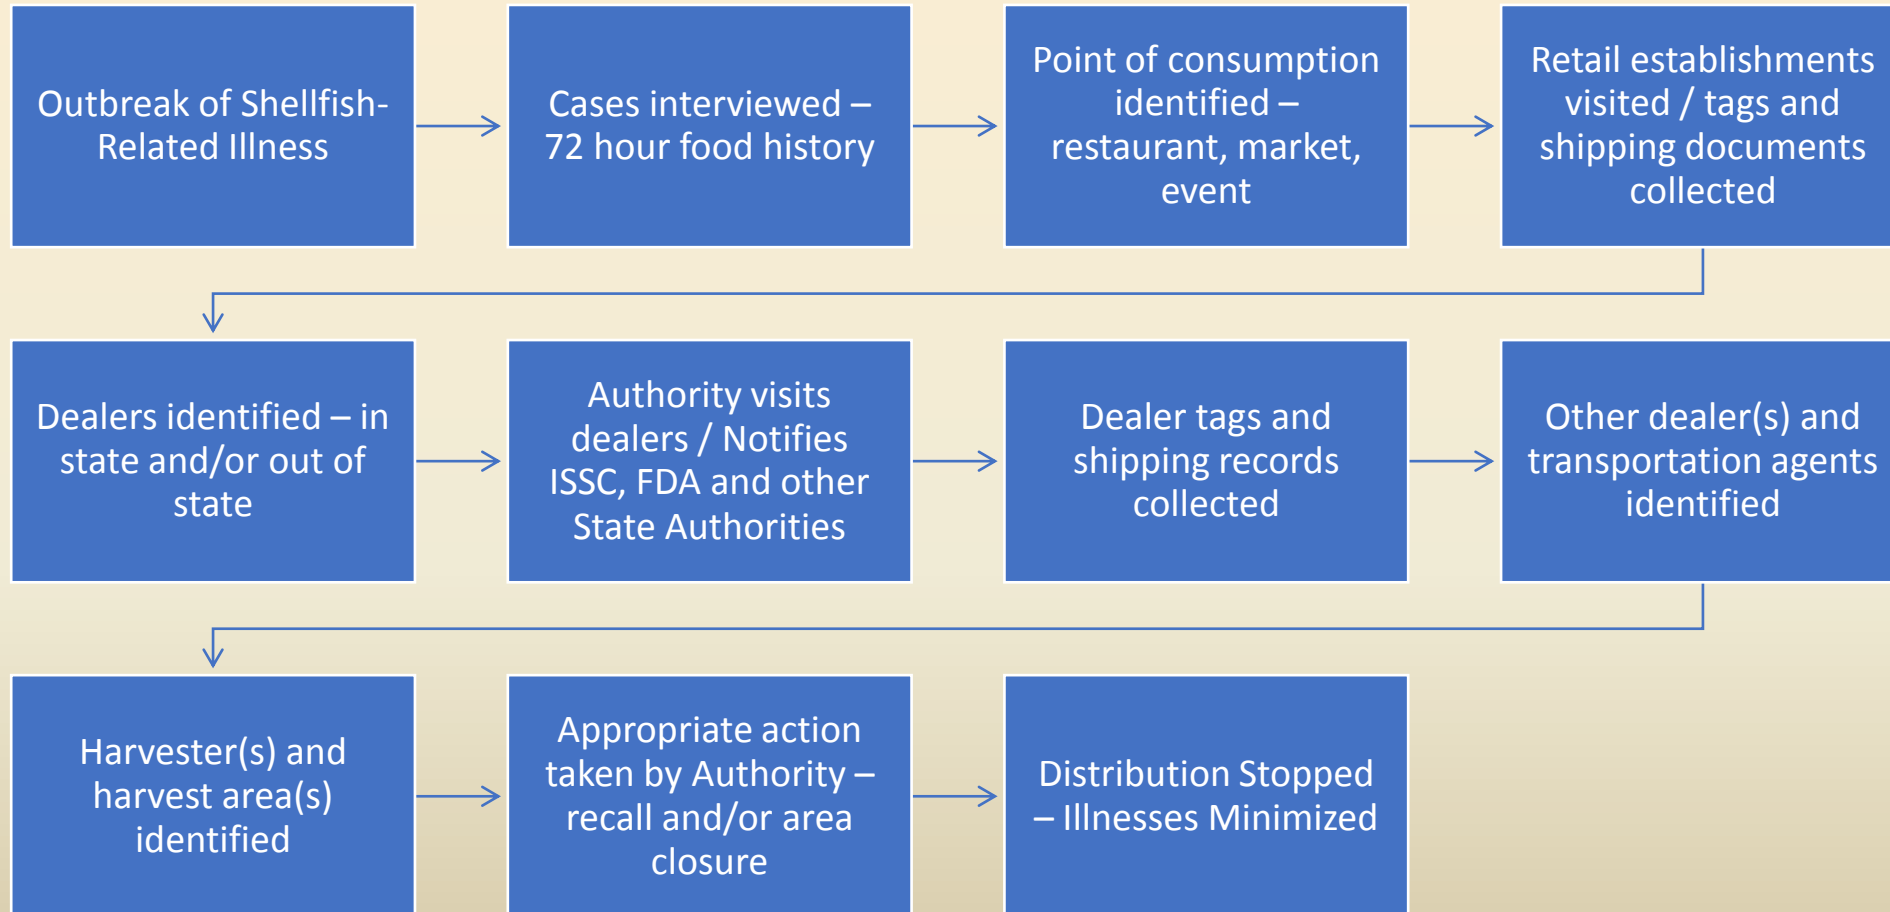 Outbreak of Shellfish-
Related Illness
Cases interviewed –
72 hour food history
Point of consumption
identified –
restaurant, market,
event
Retail establishments
visited / tags and
shipping documents
collected
Dealers identified – in
state and/or out of
state
Authority visits
dealers / Notifies
ISSC, FDA and other
State Authorities
Dealer tags and
shipping records
collected
Other dealer(s) and
transportation agents
identified
Harvester(s) and
harvest area(s)
identified
Appropriate action
taken by Authority –
recall and/or area
closure
Distribution Stopped
– Illnesses Minimized